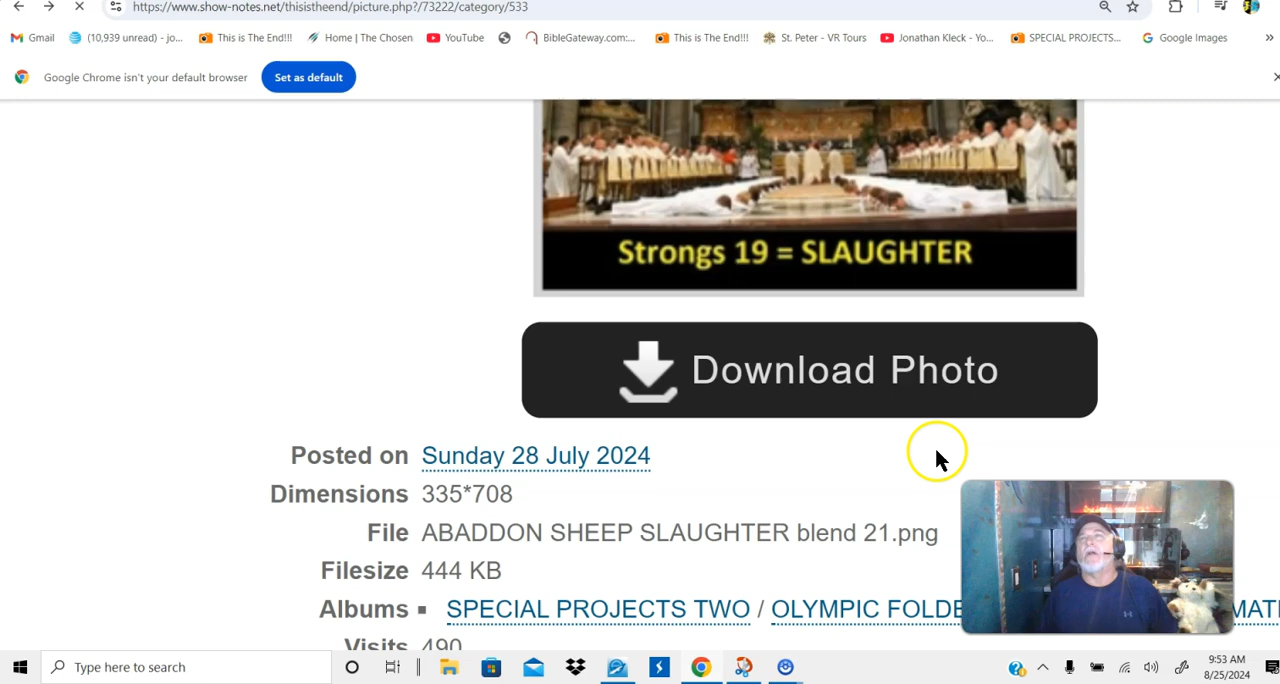 https://www.show-notes.net/thisistheend/picture.php?/73222/category/533
Gmail (10,939 unread) - jo... This is The End!!! Home | The Chosen YouTube BibleGateway.com:... This is The End!!! St. Peter - VR Tours Jonathan Kleck - Yo... SPECIAL PROJECTS... Google Images »
Google Chrome isn't your default browser Set as default
Strongs 19 = SLAUGHTER
Download Photo
Posted on Sunday 28 July 2024
Dimensions 335*708
File ABADDON SHEEP SLAUGHTER blend 21.png
Filesize 444 KB
Albums ▪ SPECIAL PROJECTS TWO / OLYMPIC FOLDE
Visits 490
Type here to search
9:53 AM
8/25/2024